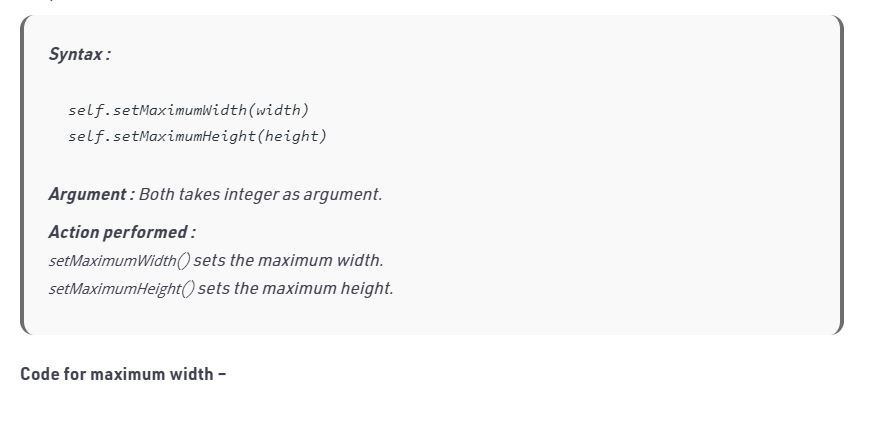 Syntax :
self.setMaximumWidth(width)
self.setMaximumHeight(height)
Argument : Both takes integer as argument.
Action performed :
setMaximumWidth() sets the maximum width.
setMaximumHeight() sets the maximum height.
Code for maximum width –